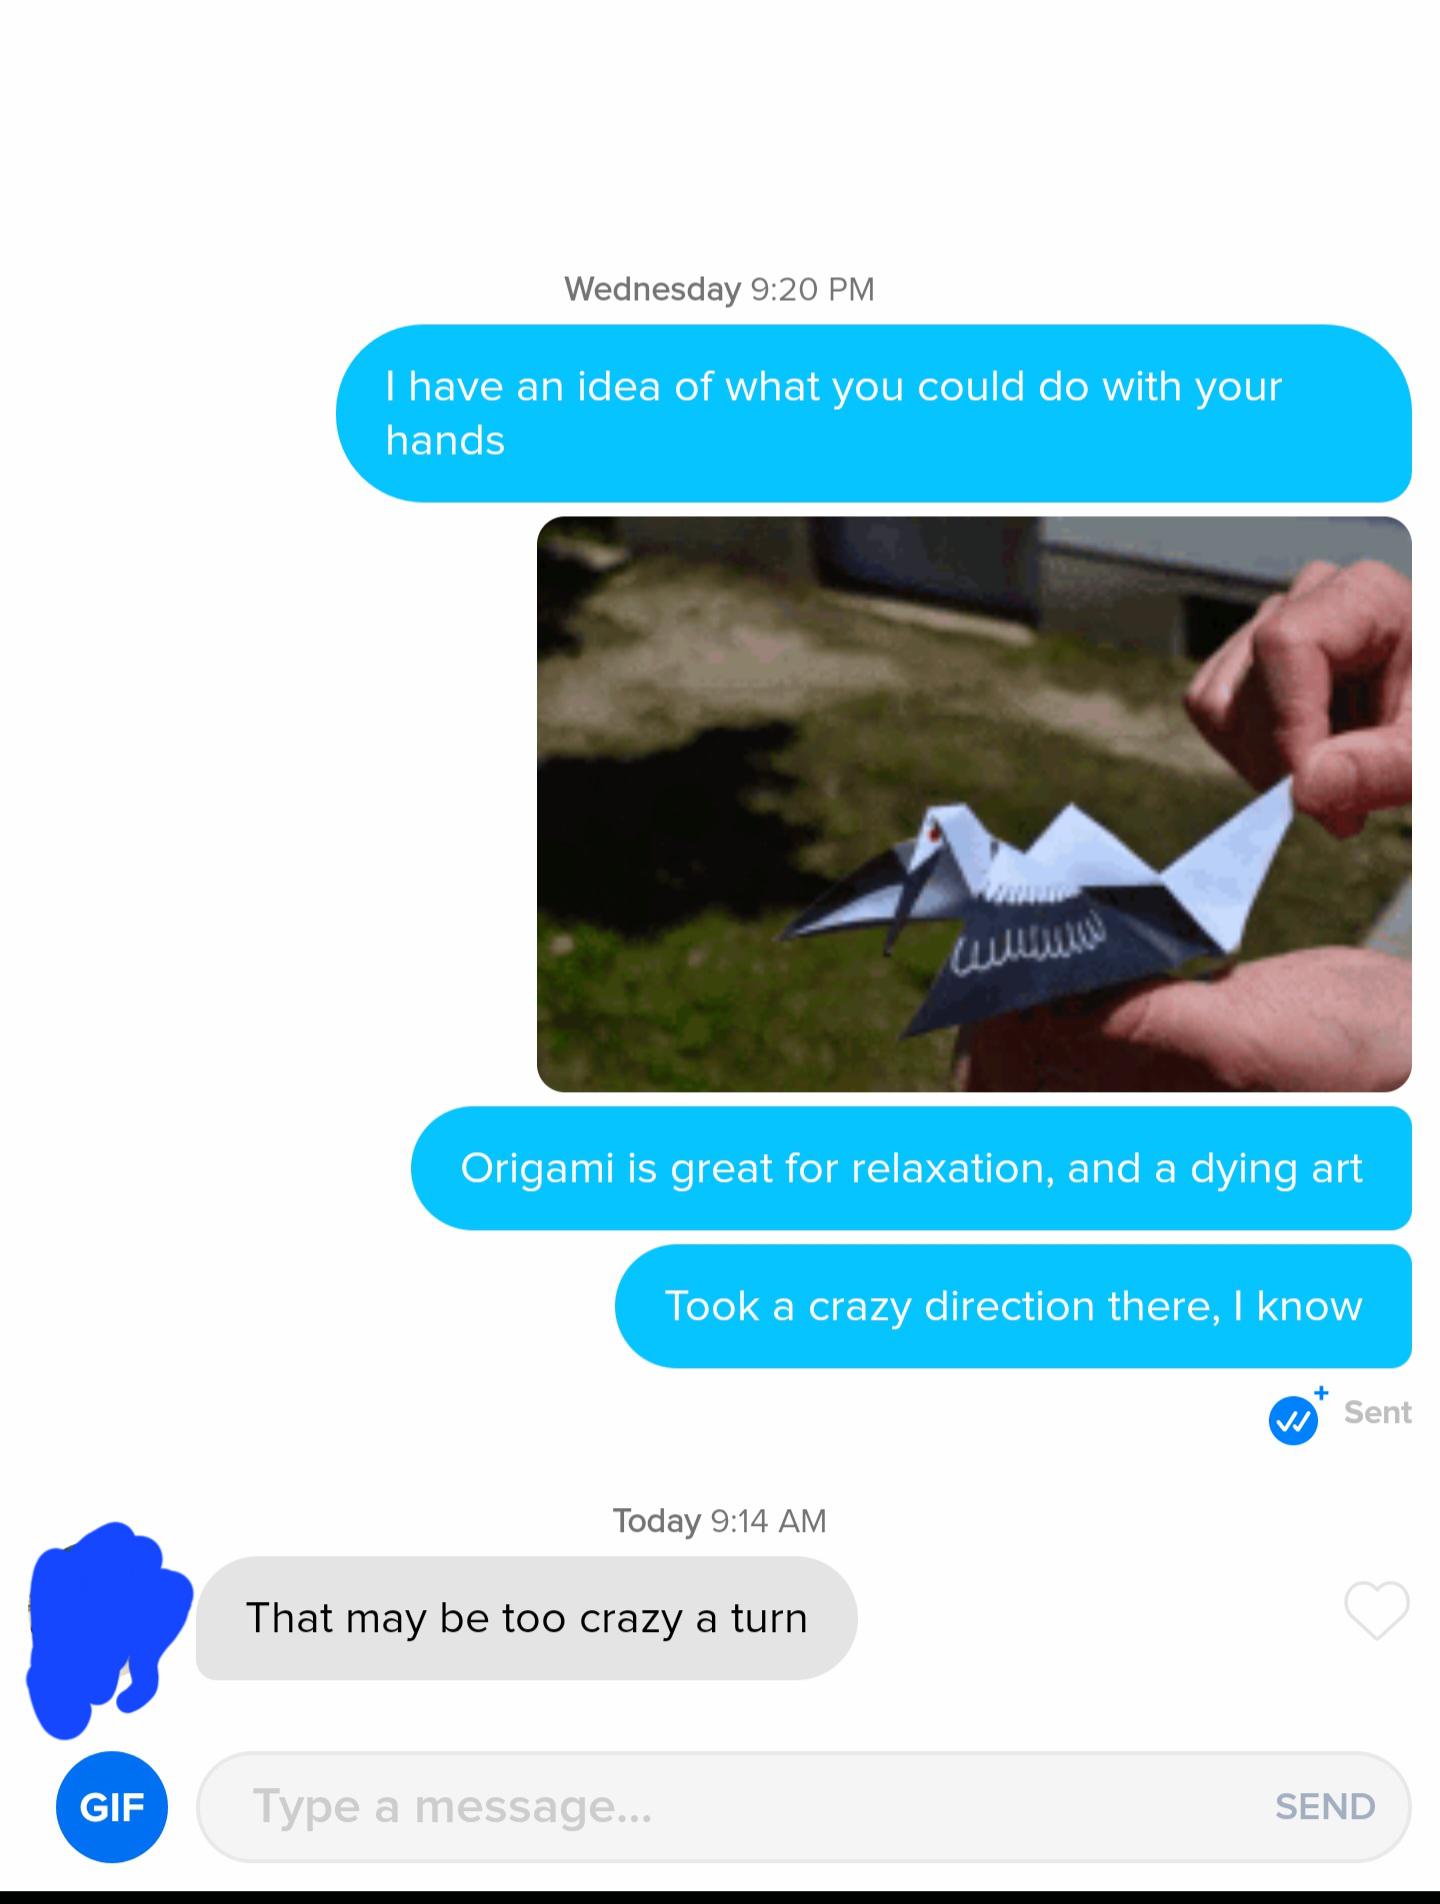 Wednesday 9:20 PM
I have an idea of what you could do with your
hands
Origami is great for relaxation, and a dying art
Took a crazy direction there, I know
Sent
Today 9:14 AM
That may be too crazy a turn
GIF
Type a message...
SEND